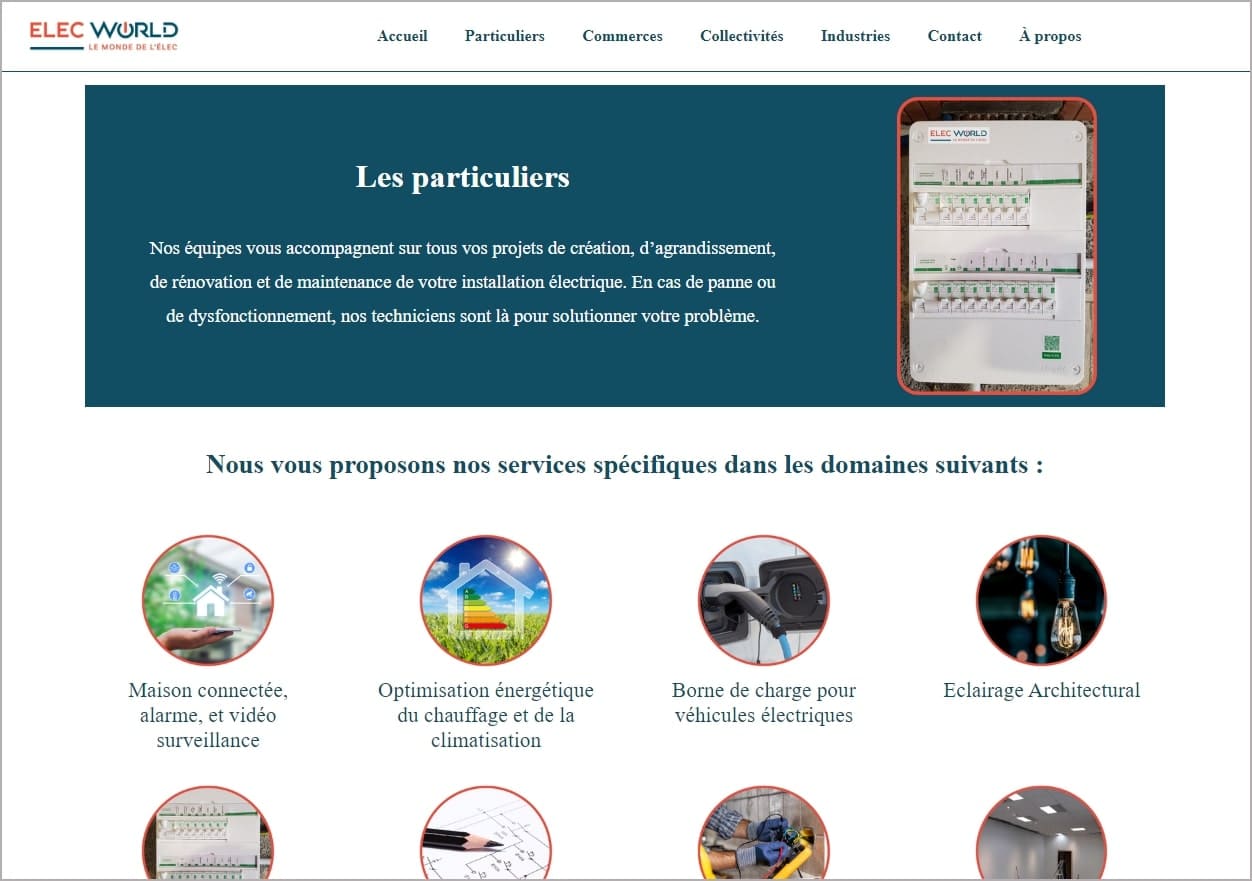 ELEC WORLD
LE MONDE DE L'ÉLEC
Accueil Particuliers Commerces Collectivités Industries Contact À propos
ELEC WORLD
Les particuliers
Nos équipes vous accompagnent sur tous vos projets de création, d’agrandissement,
de rénovation et de maintenance de votre installation électrique. En cas de panne ou
de dysfonctionnement, nos techniciens sont là pour solutionner votre problème.
Nous vous proposons nos services spécifiques dans les domaines suivants :
Maison connectée,
alarme, et vidéo
surveillance
Optimisation énergétique
du chauffage et de la
climatisation
Borne de charge pour
véhicules électriques
Eclairage Architectural